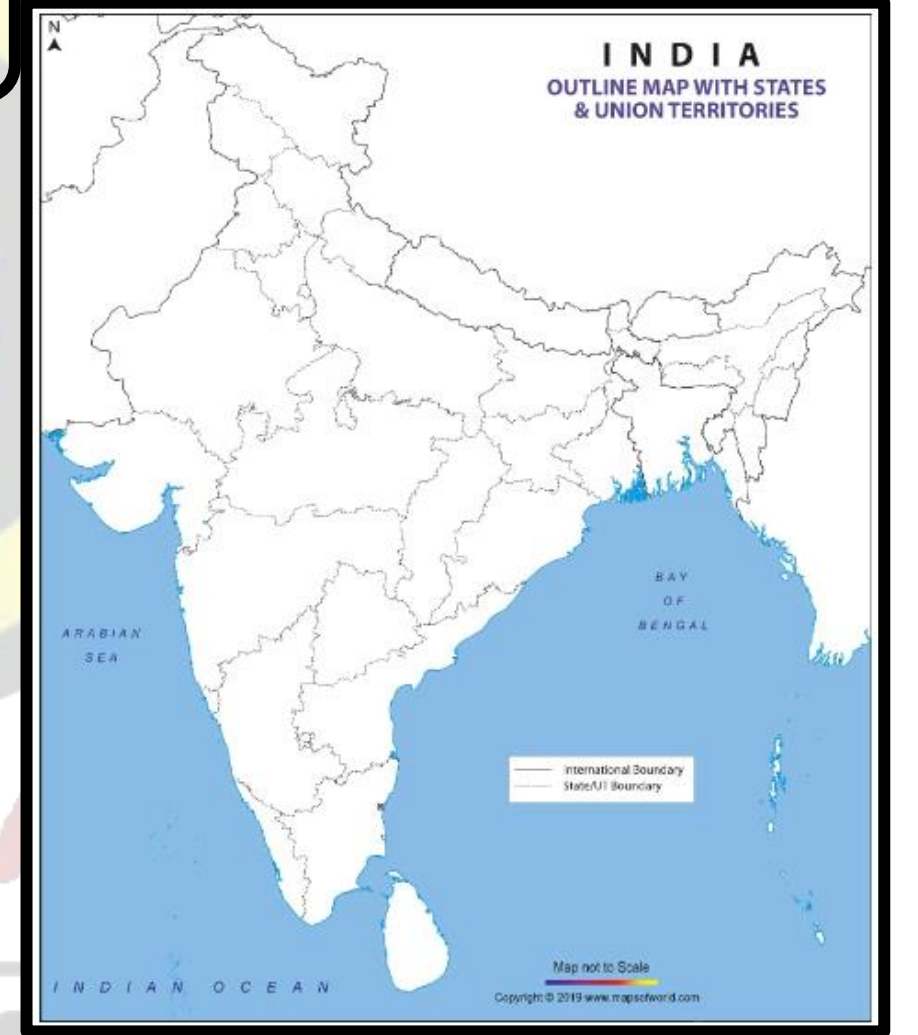 N
INDIA
OUTLINE MAP WITH STATES
& UNION TERRITORIES
BAY
OF
BENGAL
ARABIAN
SEA
International Boundary
State/UT Boundary
Map not to Scale
Copyright © 2019 www.mapsofworld.com
INDIAN OCEAN